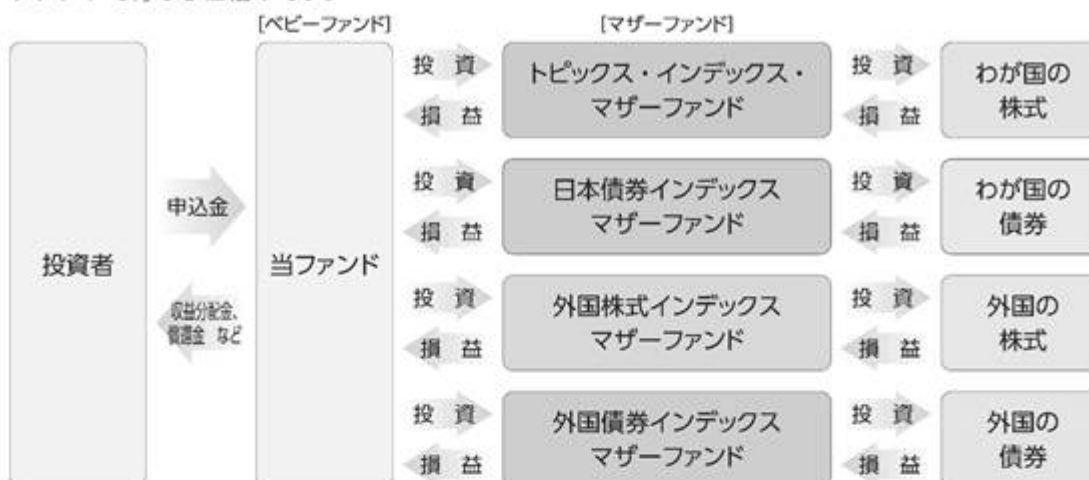 [ベビーファンド]
[マザーファンド]
投資者
申込金
収益分配金、
償還金 など
当ファンド
投 資
損 益
トピックス・インデックス・
マザーファンド
投 資
損 益
わが国の
株式
投 資
損 益
日本債券インデックス
マザーファンド
投 資
損 益
わが国の
債券
投 資
損 益
外国株式インデックス
マザーファンド
投 資
損 益
外国の
株式
投 資
損 益
外国債券インデックス
マザーファンド
投 資
損 益
外国の
債券